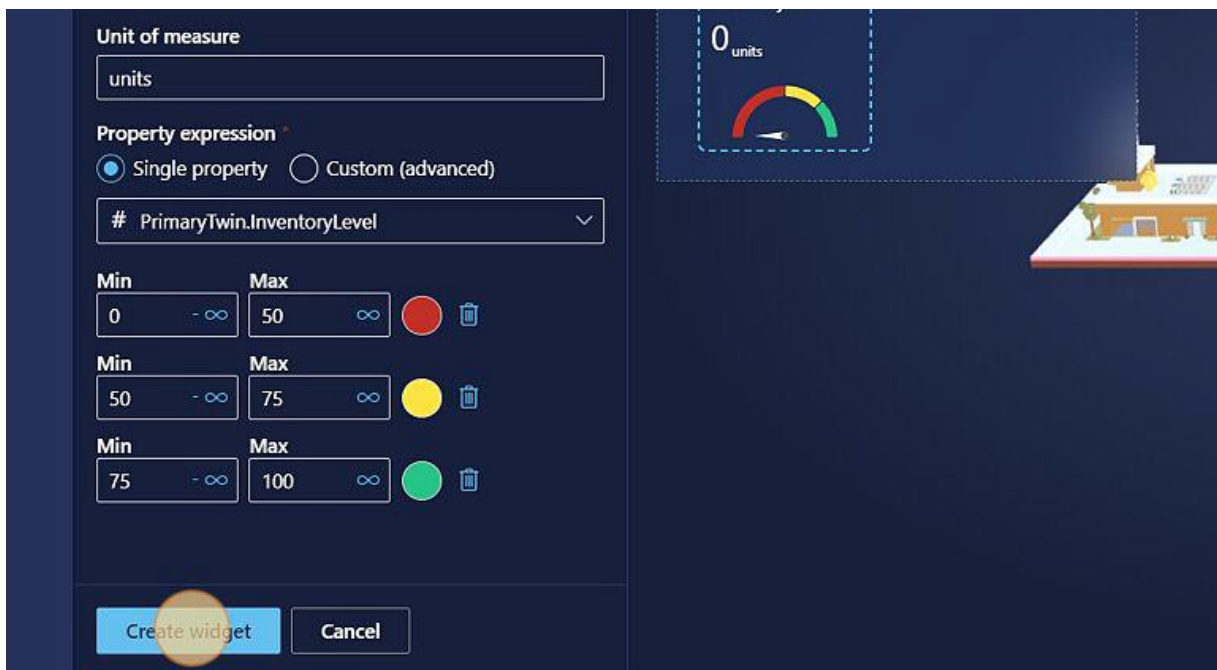 Unit of measure
units
Property expression *
Single property Custom (advanced)
# PrimaryTwin.InventoryLevel
Min Max
0 - ∞ 50 ∞
Min Max
50 - ∞ 75 ∞
Min Max
75 - ∞ 100 ∞
Create widget Cancel
0 units